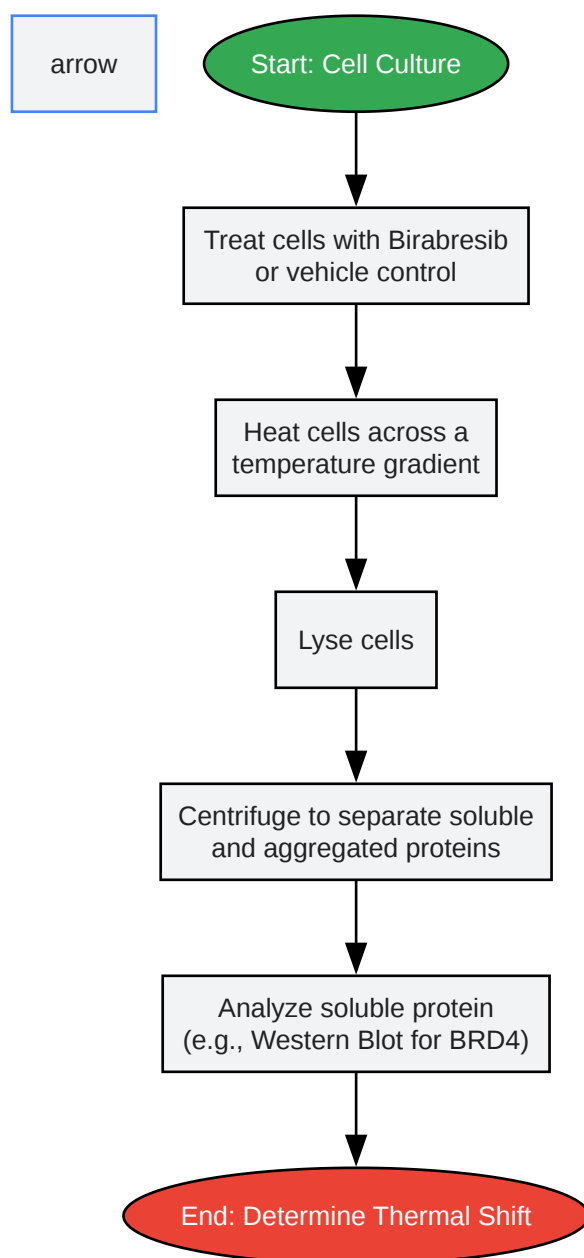 arrow
Start: Cell Culture
Treat cells with Birabresib
or vehicle control
Heat cells across a
temperature gradient
Lyse cells
Centrifuge to separate soluble
and aggregated proteins
Analyze soluble protein
(e.g., Western Blot for BRD4)
End: Determine Thermal Shift